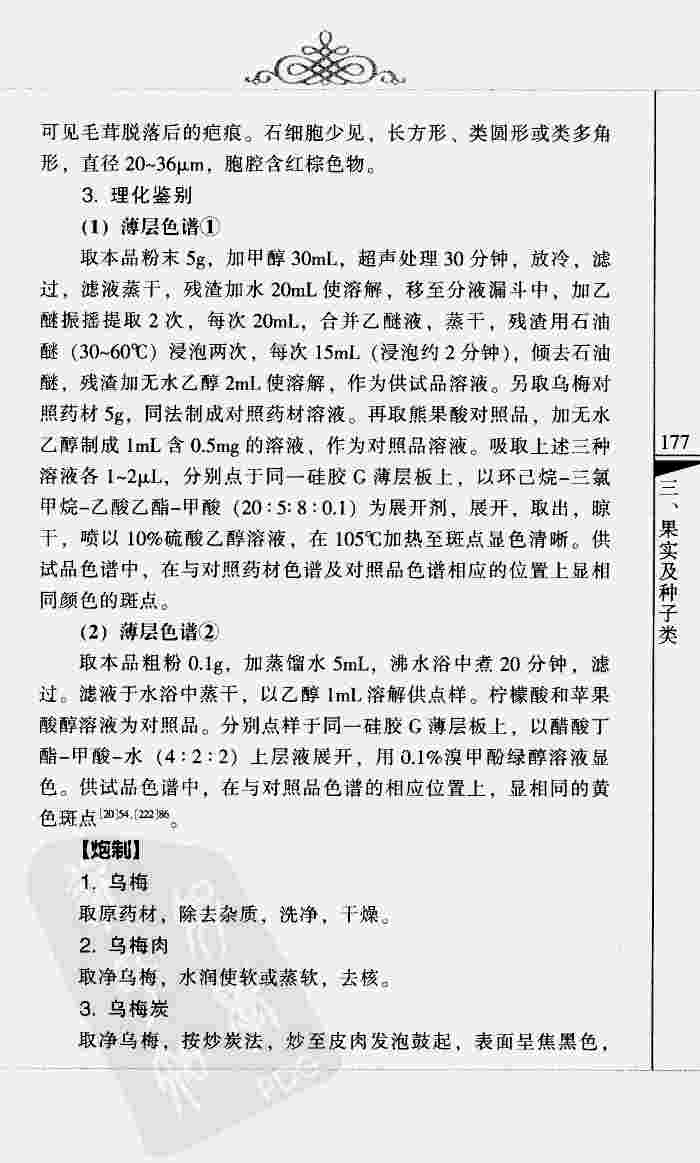 可见毛茸脱落后的疤痕。石细胞少见，长方形、类圆形或类多角
形，直径 20~36μm，胞腔含红棕色物。
3. 理化鉴别
(1) 薄层色谱①
取本品粉末 5g，加甲醇 30mL，超声处理 30 分钟，放冷，滤
过，滤液蒸干，残渣加水 20mL 使溶解，移至分液漏斗中，加乙
醚振摇提取 2 次，每次 20mL，合并乙醚液，蒸干，残渣用石油
醚（30~60℃）浸泡两次，每次 15mL（浸泡约 2 分钟），倾去石油
醚，残渣加无水乙醇 2mL 使溶解，作为供试品溶液。另取乌梅对
照药材 5g，同法制成对照药材溶液。再取熊果酸对照品，加无水
乙醇制成 1mL 含 0.5mg 的溶液，作为对照品溶液。吸取上述三种
溶液各 1~2μL，分别点于同一硅胶 G 薄层板上，以环己烷-三氯
甲烷-乙酸乙酯-甲酸（20∶5∶8∶0.1）为展开剂，展开，取出，晾
干，喷以 10%硫酸乙醇溶液，在 105℃加热至斑点显色清晰。供
试品色谱中，在与对照药材色谱及对照品色谱相应的位置上显相
同颜色的斑点。
(2) 薄层色谱②
取本品粗粉 0.1g，加蒸馏水 5mL，沸水浴中煮 20 分钟，滤
过。滤液于水浴中蒸干，以乙醇 1mL 溶解供点样。柠檬酸和苹果
酸醇溶液为对照品。分别点样于同一硅胶 G 薄层板上，以醋酸丁
酯-甲酸-水（4∶2∶2）上层液展开，用 0.1%溴甲酚绿醇溶液显
色。供试品色谱中，在与对照品色谱的相应位置上，显相同的黄
色斑点[20]54,[222]86。
【炮制】
1. 乌梅
取原药材，除去杂质，洗净，干燥。
2. 乌梅肉
取净乌梅，水润使软或蒸软，去核。
3. 乌梅炭
取净乌梅，按炒炭法，炒至皮肉发泡鼓起，表面呈焦黑色，
177
三、果实及种子类
PDG